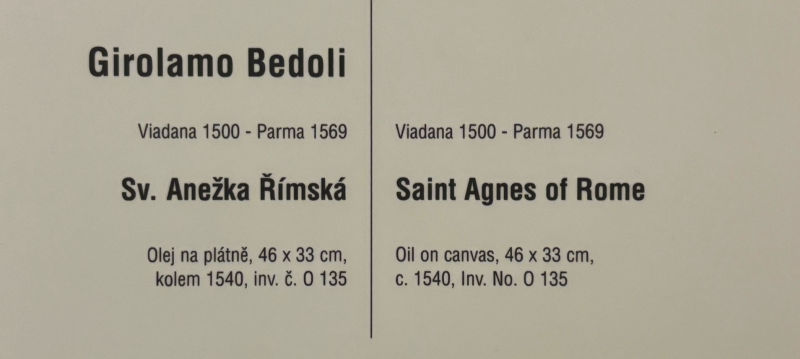 Girolamo Bedoli
Viadana 1500 - Parma 1569
Sv. Anežka Římská
Olej na plátně, 46 x 33 cm,
kolem 1540, inv. č. O 135
Viadana 1500 - Parma 1569
Saint Agnes of Rome
Oil on canvas, 46 x 33 cm,
c. 1540, Inv. No. O 135